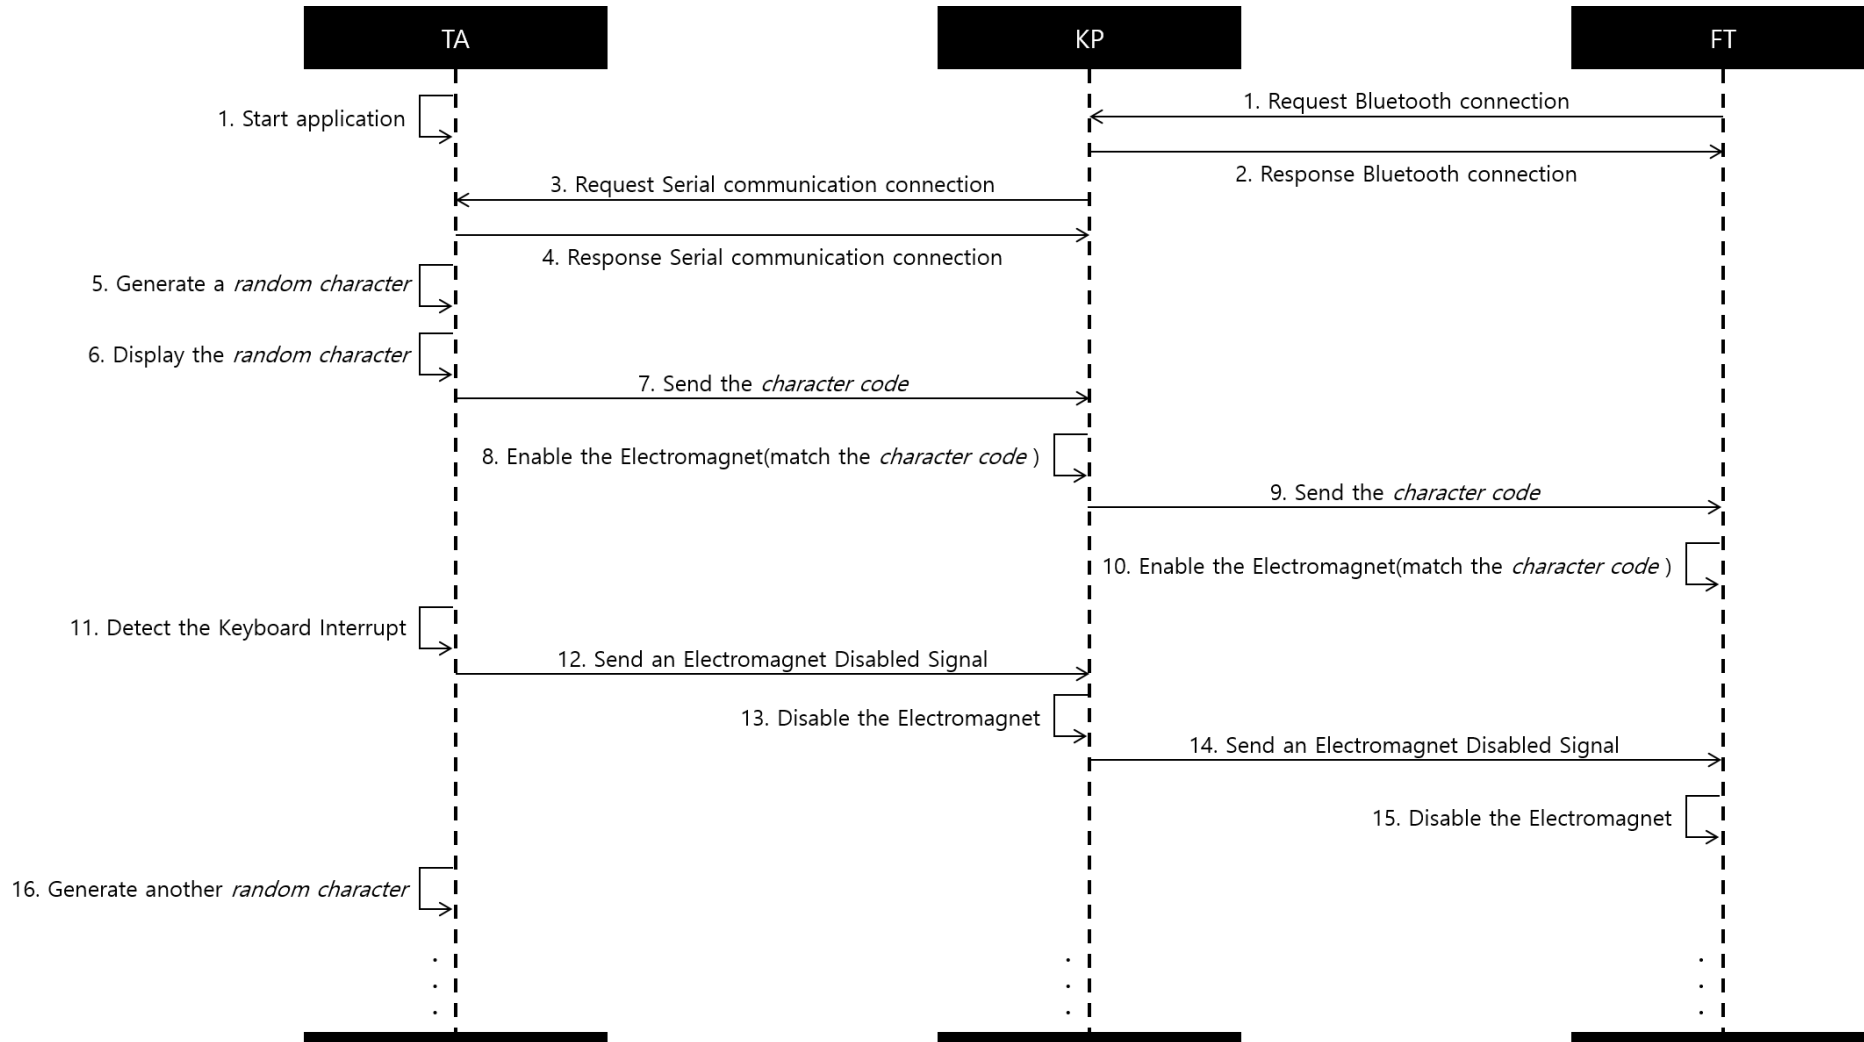 TA
KP
FT
1. Start application
1. Request Bluetooth connection
2. Response Bluetooth connection
3. Request Serial communication connection
4. Response Serial communication connection
5. Generate a random character
6. Display the random character
7. Send the character code
8. Enable the Electromagnet(match the character code )
9. Send the character code
10. Enable the Electromagnet(match the character code )
11. Detect the Keyboard Interrupt
12. Send an Electromagnet Disabled Signal
13. Disable the Electromagnet
14. Send an Electromagnet Disabled Signal
15. Disable the Electromagnet
16. Generate another random character